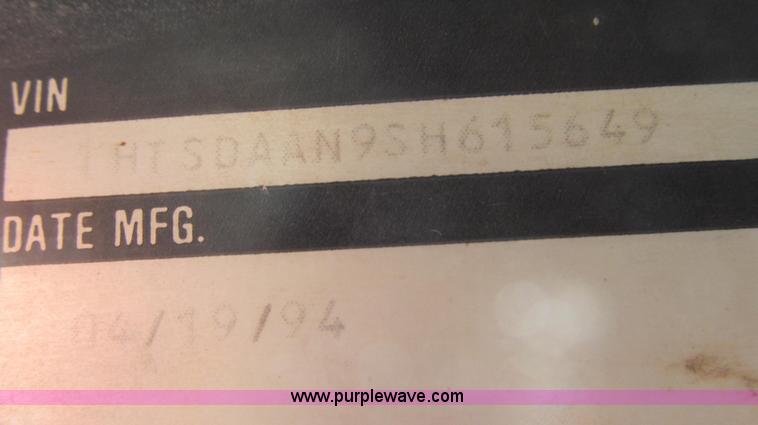 VIN
1HTSDAAN9SH615649
DATE MFG.
04/19/94
www.purplewave.com